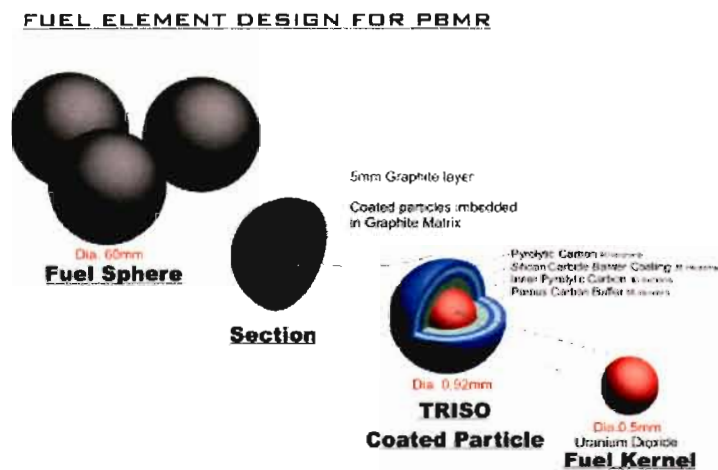 FUEL ELEMENT DESIGN FOR PBMR
5mm Graphite layer
Coated particles imbedded
in Graphite Matrix
Dia. 60mm
Fuel Sphere
Section
Pyrolytic Carbon
Silicon Carbide Barrier Coating
Inner Pyrolytic Carbon
Porous Carbon Buffer
Dia. 0,92mm
TRISO
Coated Particle
Dia.0,5mm
Uranium Dioxide
Fuel Kernel